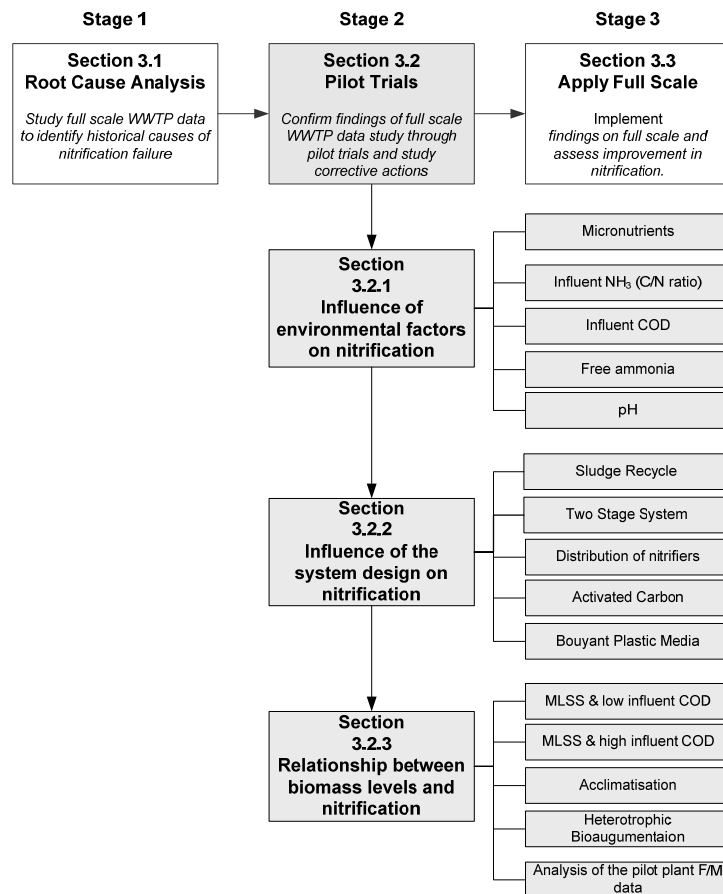 Stage 1
Stage 2
Stage 3
Section 3.1
Root Cause Analysis
Study full scale WWTP data
to identify historical causes of
nitrification failure
Section 3.2
Pilot Trials
Confirm findings of full scale
WWTP data study through
pilot trials and study
corrective actions
Section 3.3
Apply Full Scale
Implement
findings on full scale and
assess improvement in
nitrification.
Section
3.2.1
Influence of
environmental factors
on nitrification
Micronutrients
Influent NH₃ (C/N ratio)
Influent COD
Free ammonia
pH
Section
3.2.2
Influence of the
system design on
nitrification
Sludge Recycle
Two Stage System
Distribution of nitrifiers
Activated Carbon
Bouyant Plastic Media
Section
3.2.3
Relationship between
biomass levels and
nitrification
MLSS & low influent COD
MLSS & high influent COD
Acclimatisation
Heterotrophic
Bioaugmentaion
Analysis of the pilot plant F/M
data